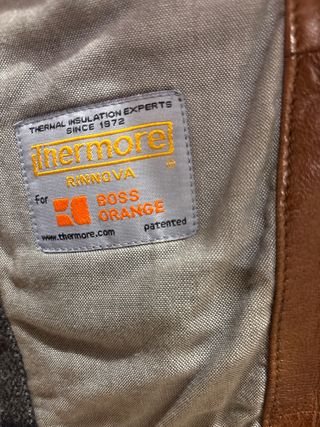 THERMAL INSULATION EXPERTS
SINCE 1972
Thermore
RINNOVA
For BOSS
ORANGE
www.thermore.com patented